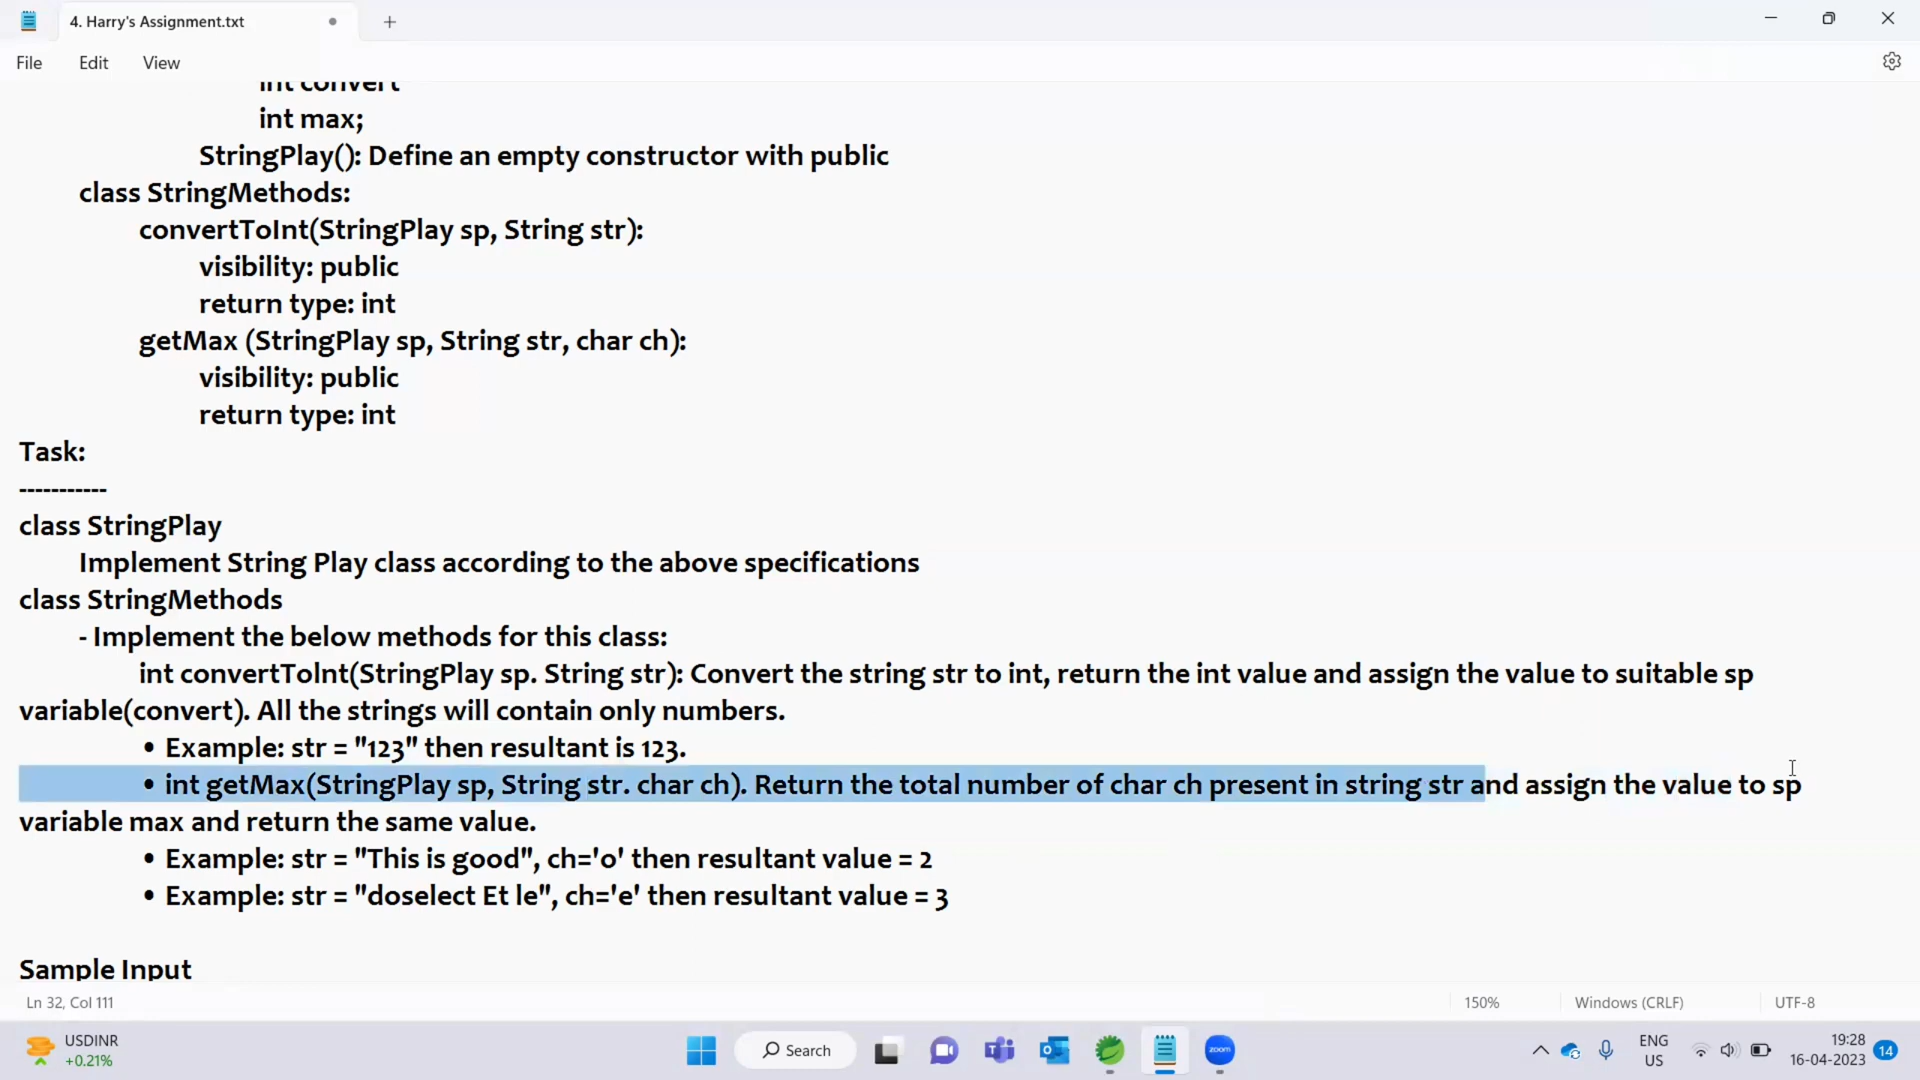 4. Harry's Assignment.txt
File Edit View
int convert
int max;
StringPlay(): Define an empty constructor with public
class StringMethods:
convertToInt(StringPlay sp, String str):
visibility: public
return type: int
getMax (StringPlay sp, String str, char ch):
visibility: public
return type: int
Task:
-----------
class StringPlay
Implement String Play class according to the above specifications
class StringMethods
- Implement the below methods for this class:
int convertToInt(StringPlay sp. String str): Convert the string str to int, return the int value and assign the value to suitable sp
variable(convert). All the strings will contain only numbers.
• Example: str = "123" then resultant is 123.
• int getMax(StringPlay sp, String str. char ch). Return the total number of char ch present in string str and assign the value to sp
variable max and return the same value.
• Example: str = "This is good", ch='o' then resultant value = 2
• Example: str = "doselect Et le", ch='e' then resultant value = 3
Sample Input
Ln 32, Col 111 150% Windows (CRLF) UTF-8
USDINR
+0.21%
Search
zoom
ENG
US
19:28
16-04-2023
14